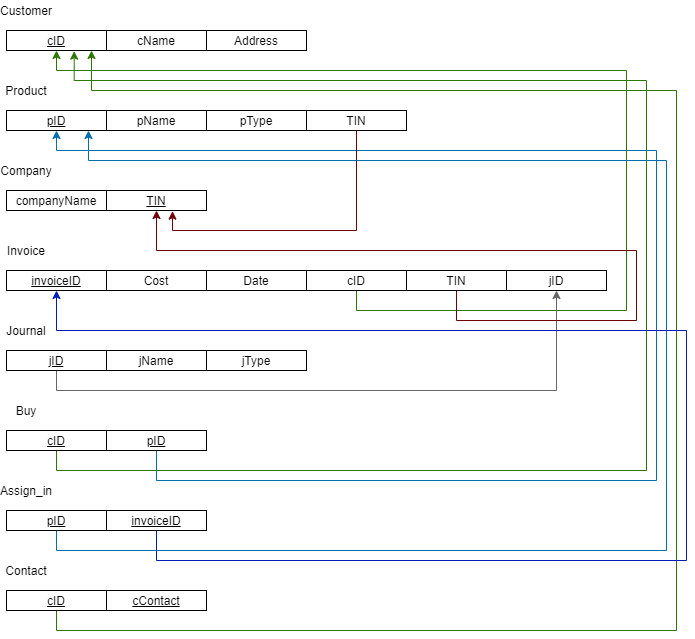 Customer
cID cName Address
Product
pID pName pType TIN
Company
companyName TIN
Invoice
invoiceID Cost Date cID TIN jID
Journal
jID jName jType
Buy
cID pID
Assign_in
pID invoiceID
Contact
cID cContact